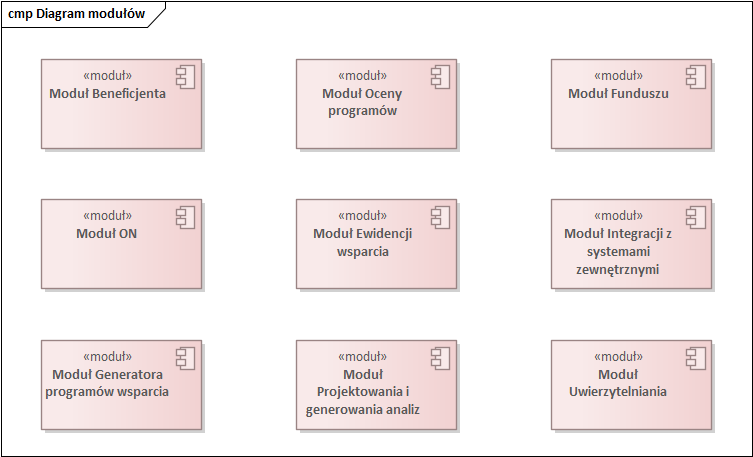 cmp Diagram modułów
«moduł»
Moduł Beneficjenta
«moduł»
Moduł Oceny
programów
«moduł»
Moduł Funduszu
«moduł»
Moduł ON
«moduł»
Moduł Ewidencji
wsparcia
«moduł»
Moduł Integracji z
systemami
zewnętrznymi
«moduł»
Moduł Generatora
programów wsparcia
«moduł»
Moduł
Projektowania i
generowania analiz
«moduł»
Moduł
Uwierzytelniania